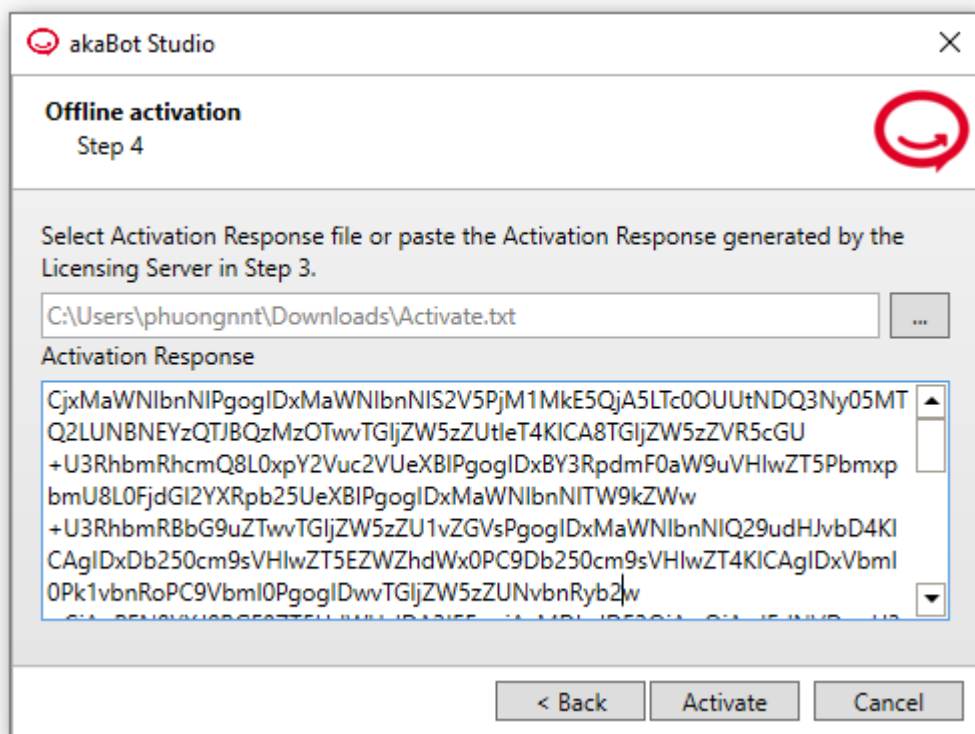 akaBot Studio
Offline activation
Step 4
Select Activation Response file or paste the Activation Response generated by the
Licensing Server in Step 3.
C:\Users\phuongnnt\Downloads\Activate.txt
...
Activation Response
CjxMaWNlbnNlPgogIDxMaWNlbnNlS2V5PjM1MkE5QjA5LTc0OUUtNDQ3Ny05MT
Q2LUNBNEYzQTJBQzMzOTwvTGljZW5zZUtleT4KICA8TGljZW5zZVR5cGU
+U3RhbmRhcmQ8L0xpY2Vuc2VUeXBlPgogIDxBY3RpdmF0aW9uVHlwZT5Pbmxp
bmU8L0FjdGl2YXRpb25UeXBlPgogIDxMaWNlbnNlTW9kZWw
+U3RhbmRBbG9uZTwvTGljZW5zZU1vZGVsPgogIDxMaWNlbnNlQ29udHJvbD4KI
CAgIDxDb250cm9sVHlwZT5EZWZhdWx0PC9Db250cm9sVHlwZT4KICAgIDxVbml
0Pk1vbnRoPC9Vbml0PgogIDwvTGljZW5zZUNvbnRyb2w
< Back
Activate
Cancel